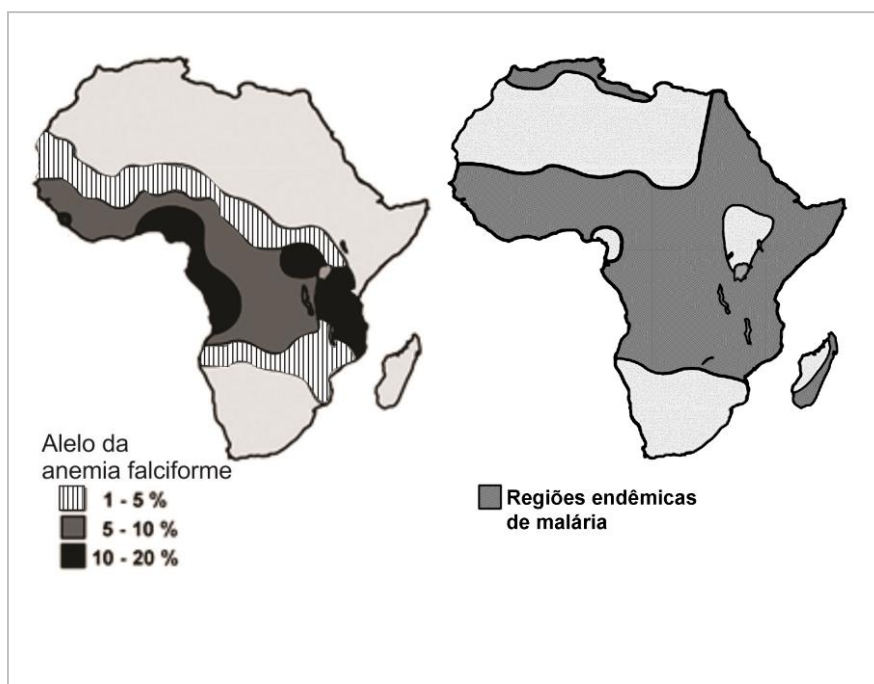 Alelo da
anemia falciforme
1 - 5 %
5 - 10 %
10 - 20 %
Regiões endêmicas
de malária